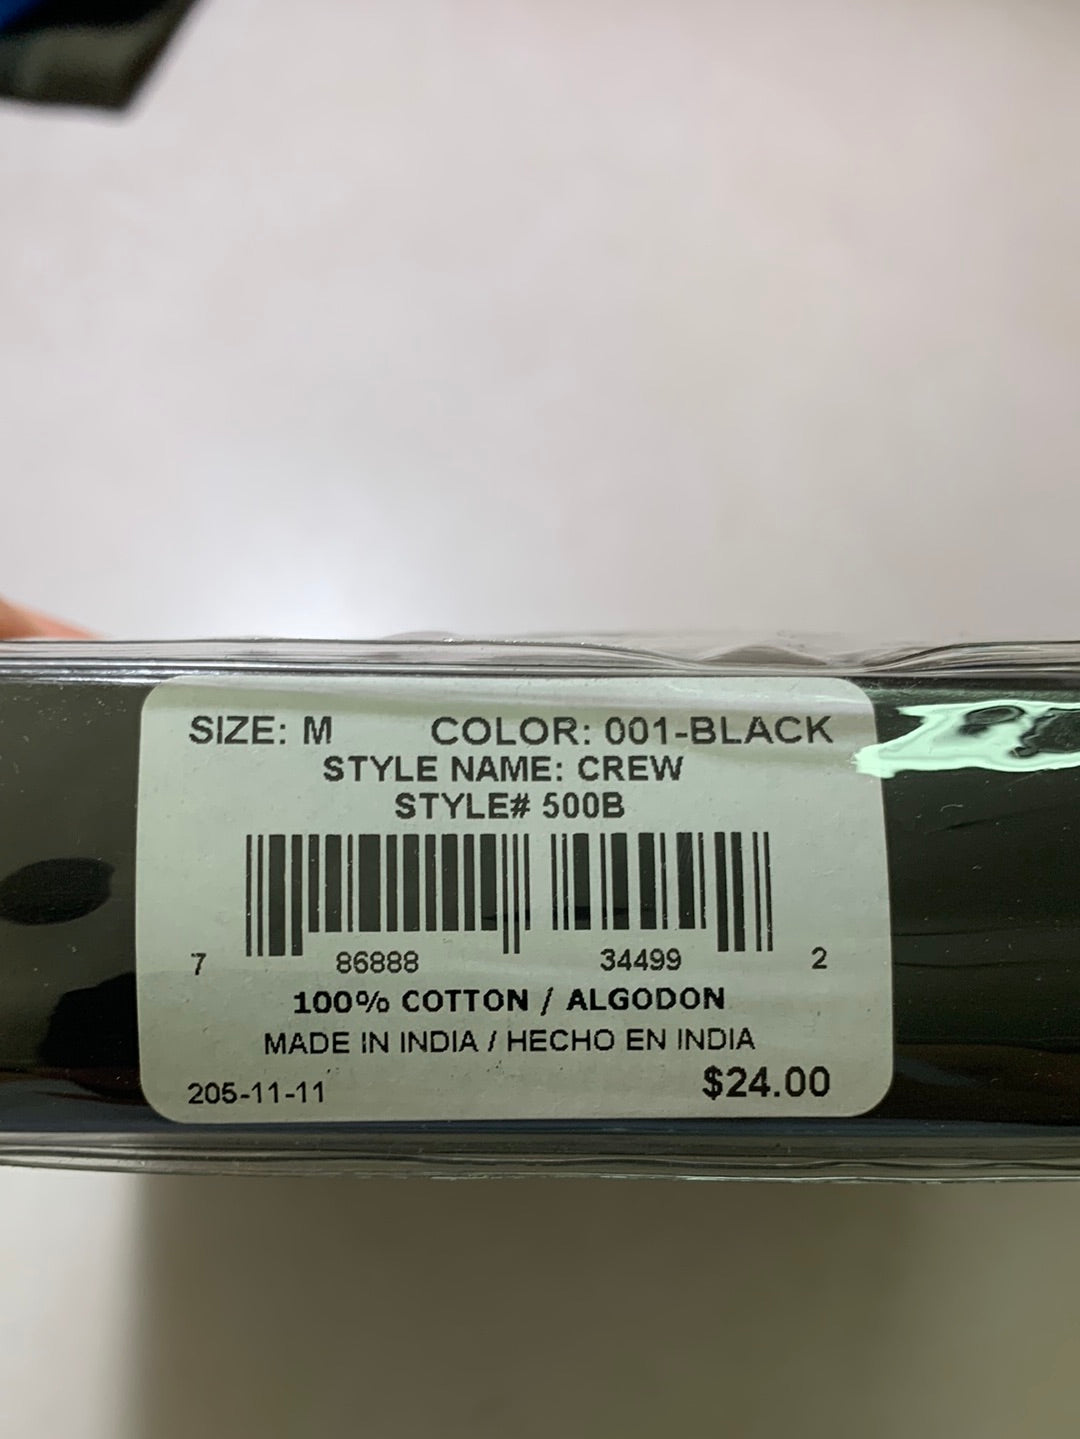 SIZE: M COLOR: 001-BLACK
STYLE NAME: CREW
STYLE# 500B
7 86888 34499 2
100% COTTON / ALGODON
MADE IN INDIA / HECHO EN INDIA
205-11-11 $24.00